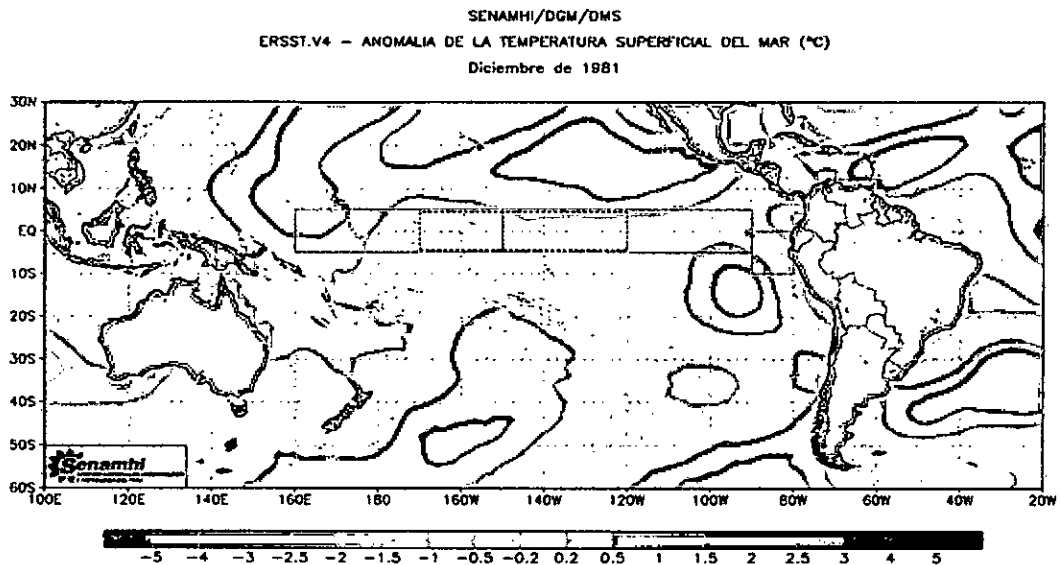 SENAMHI/DGM/DMS
ERSST.V4 – ANOMALIA DE LA TEMPERATURA SUPERFICIAL DEL MAR (°C)
Diciembre de 1981
30N
20N
10N
EQ
10S
20S
30S
40S
50S
60S
Senamhi
100E 120E 140E 160E 180 160W 140W 120W 100W 80W 60W 40W 20W
-5 -4 -3 -2.5 -2 -1.5 -1 -0.5 -0.2 0.2 0.5 1 1.5 2 2.5 3 4 5